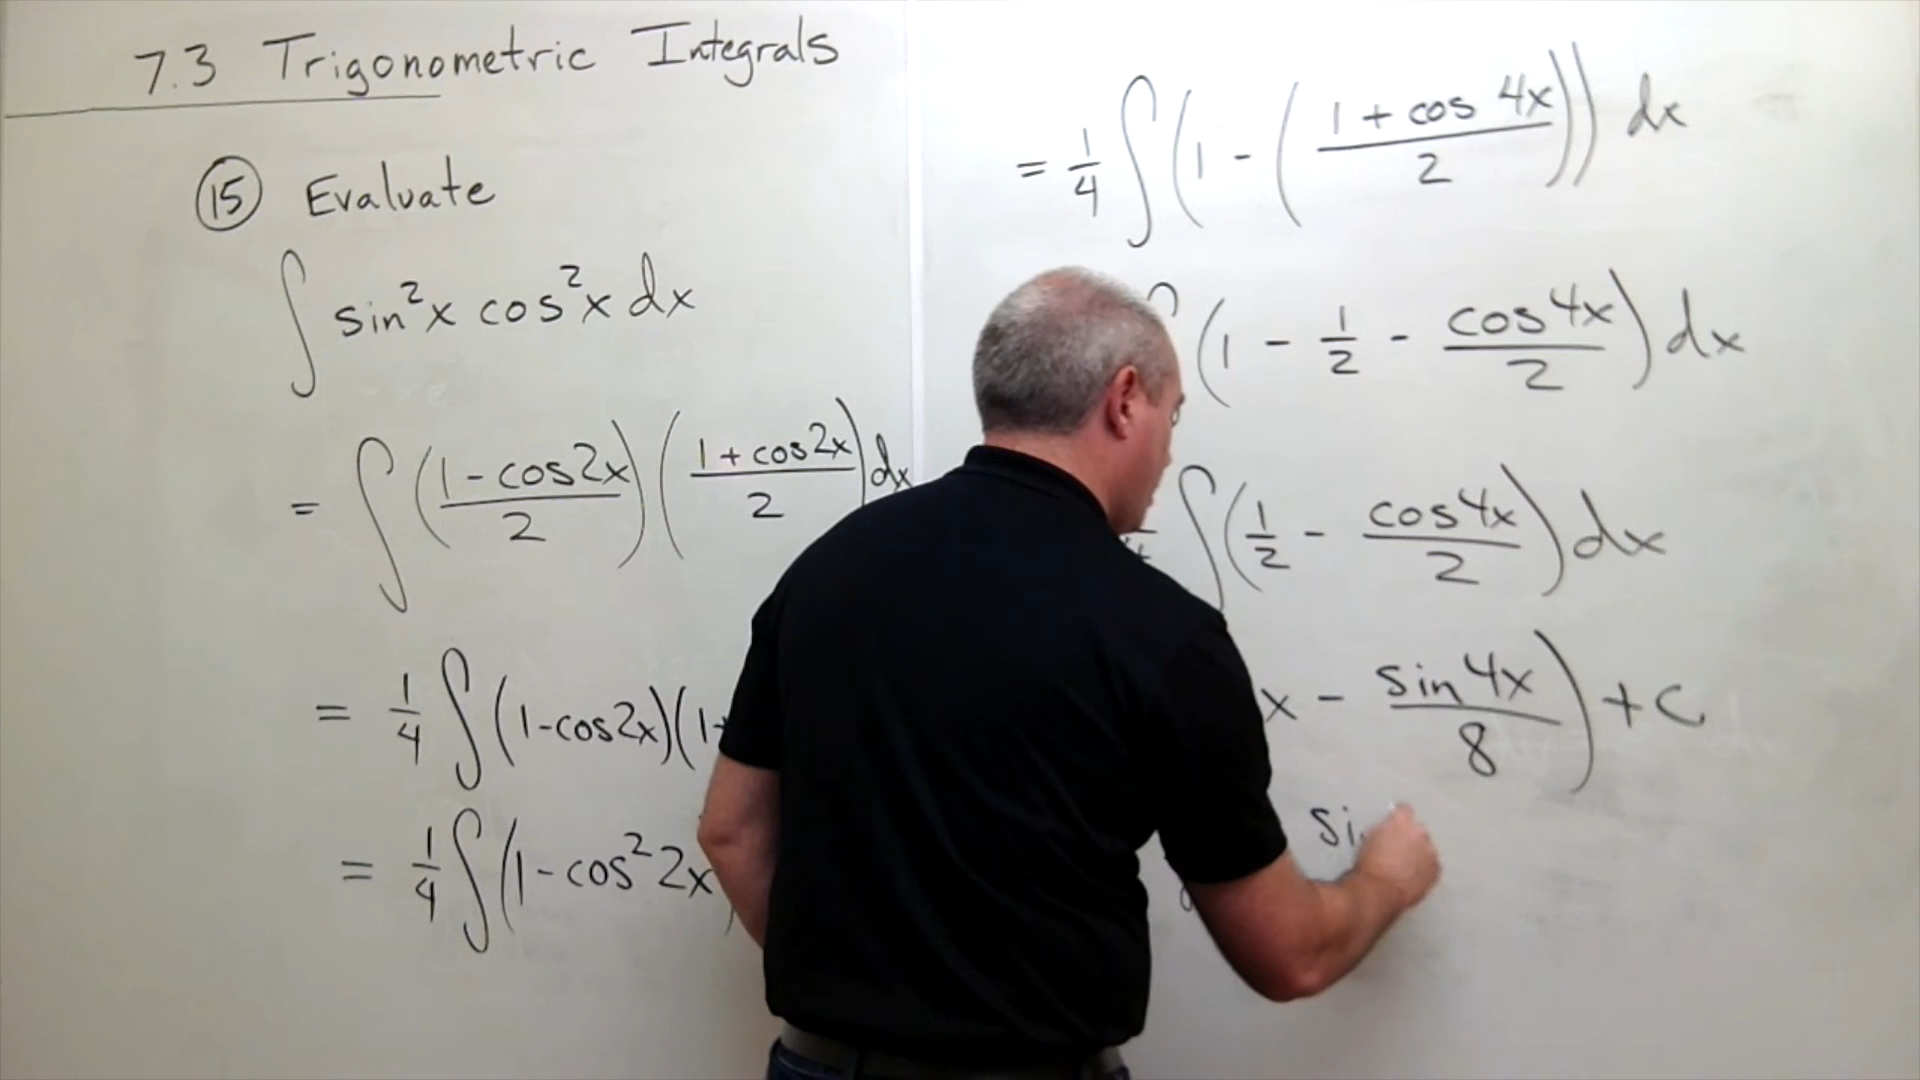 7.3 Trigonometric Integrals
15 Evaluate
∫ sin²x cos²x dx
= ∫ (1-cos2x/2) (1+cos2x/2) dx
= 1/4 ∫ (1-cos2x)(1+
= 1/4 ∫ (1-cos²2x
= 1/4 ∫ (1 - (1+cos 4x/2)) dx
(1 - 1/2 - cos4x/2) dx
∫ (1/2 - cos4x/2) dx
x - sin4x/8) + C